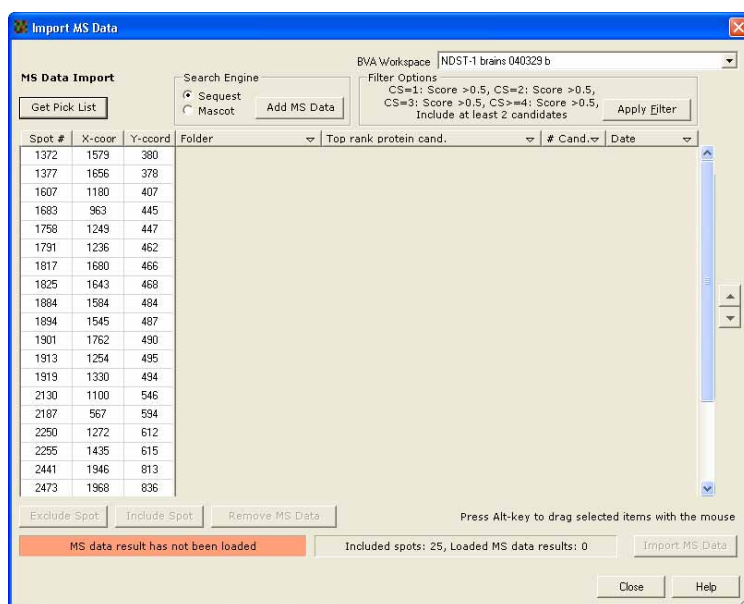 Import MS Data
BVA Workspace NDST-1 brains 040329 b
MS Data Import
Get Pick List
Search Engine
Sequest
Mascot
Add MS Data
Filter Options
CS=1: Score >0.5, CS=2: Score >0.5,
CS=3: Score >0.5, CS>=4: Score >0.5,
Include at least 2 candidates
Apply Filter
Spot # X-coor Y-ccord Folder Top rank protein cand. # Cand. Date
1372 1579 380
1377 1656 378
1607 1180 407
1683 963 445
1758 1249 447
1791 1236 462
1817 1680 466
1825 1643 468
1884 1584 484
1894 1545 487
1901 1762 490
1913 1254 495
1919 1330 494
2130 1100 546
2187 567 594
2250 1272 612
2255 1435 615
2441 1946 813
2473 1968 836
Exclude Spot Include Spot Remove MS Data Press Alt-key to drag selected items with the mouse
MS data result has not been loaded Included spots: 25, Loaded MS data results: 0 Import MS Data
Close Help